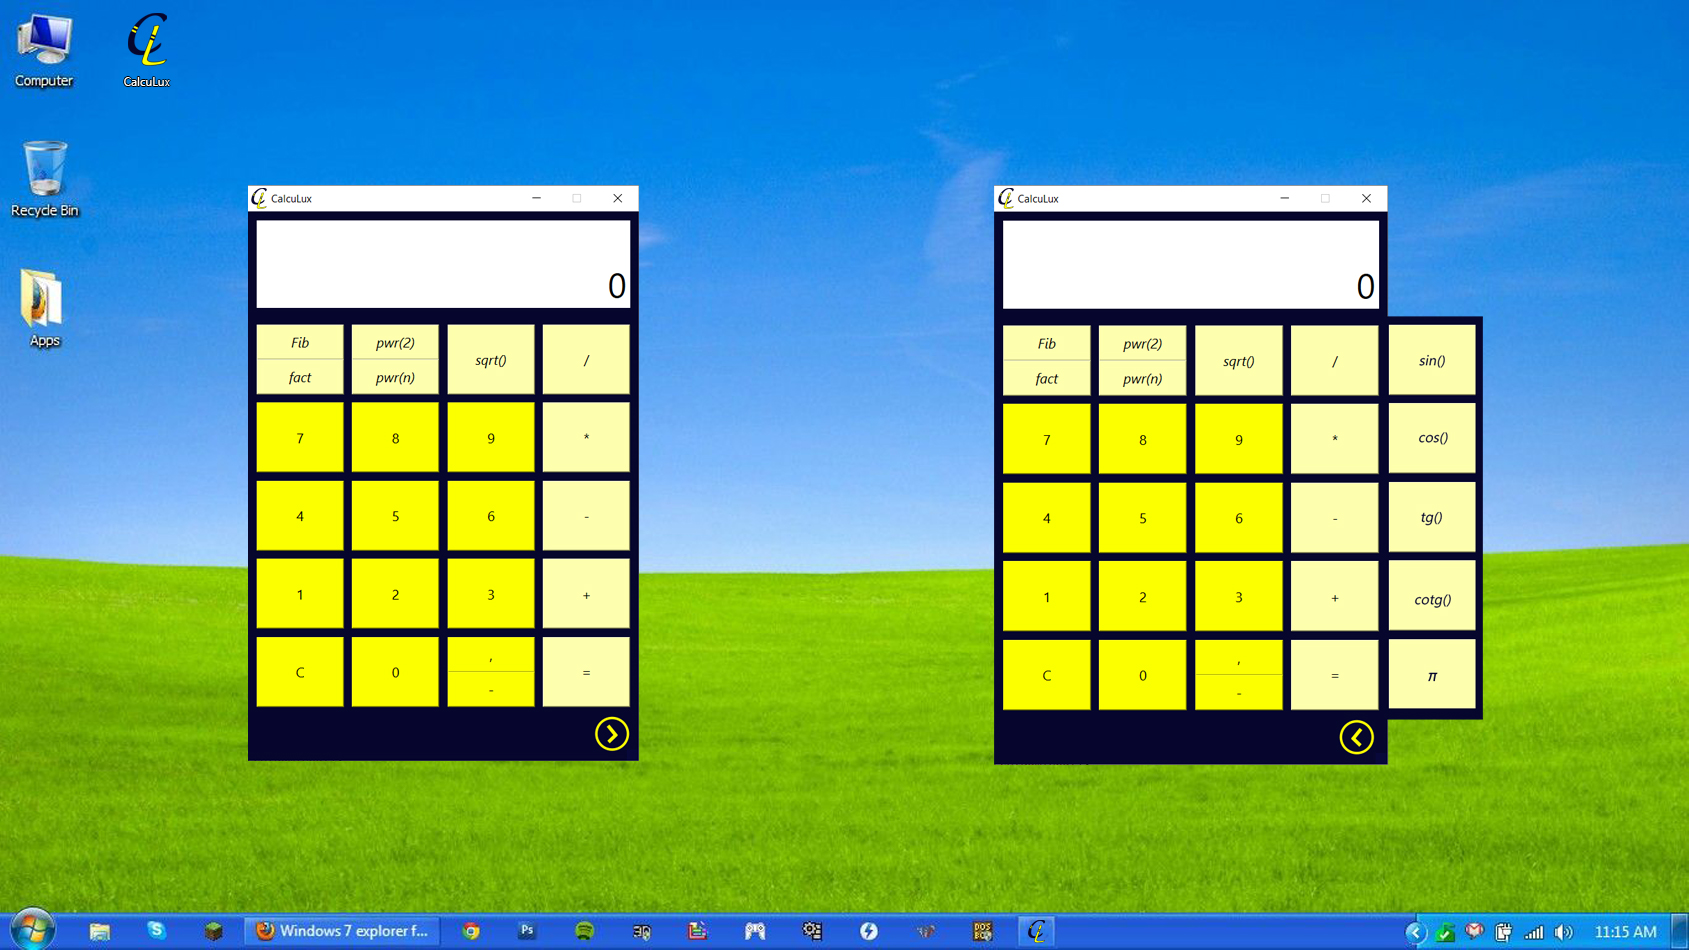 Computer
CalcuLux
Recycle Bin
Apps
CalcuLux
0
Fib
pwr(2)
sqrt()
/
fact
pwr(n)
7
8
9
*
4
5
6
-
1
2
3
+
C
0
,
-
=
CalcuLux
0
Fib
pwr(2)
sqrt()
/
sin()
fact
pwr(n)
7
8
9
*
cos()
4
5
6
-
tg()
1
2
3
+
cotg()
C
0
,
-
=
π
Windows 7 explorer f...
Ps
DOS
11:15 AM